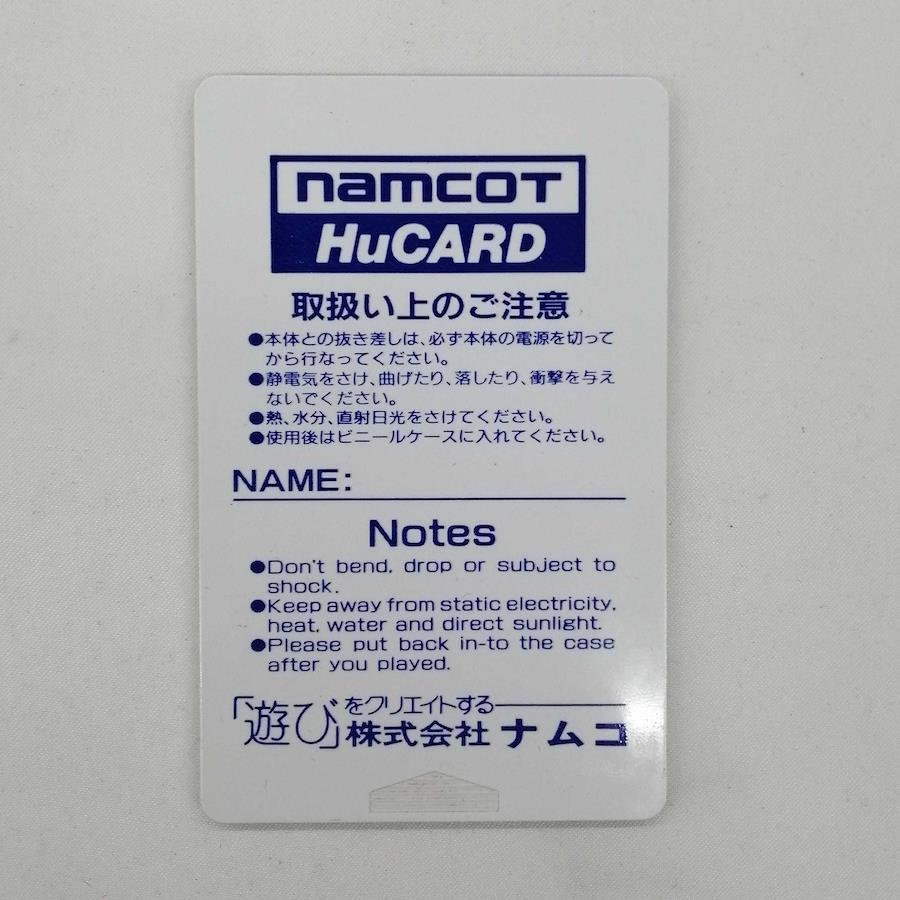 namcoT
HuCARD
取扱い上のご注意
●本体との抜き差しは、必ず本体の電源を切って
から行なってください。
●静電気をさけ、曲げたり、落したり、衝撃を与え
ないでください。
●熱、水分、直射日光をさけてください。
●使用後はビニールケースに入れてください。
NAME:
Notes
●Don't bend, drop or subject to
shock.
●Keep away from static electricity,
heat, water and direct sunlight.
●Please put back in-to the case
after you played.
「遊び」をクリエイトする
株式会社 ナムコ